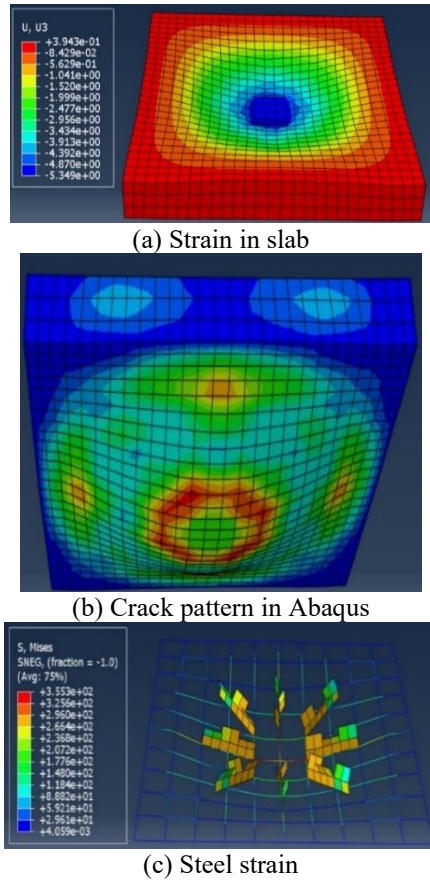 U, U3
+3.943e-01
-8.429e-02
-5.629e-01
-1.041e+00
-1.520e+00
-1.999e+00
-2.477e+00
-2.956e+00
-3.434e+00
-3.913e+00
-4.392e+00
-4.870e+00
-5.349e+00
(a) Strain in slab
(b) Crack pattern in Abaqus
S, Mises
SNEG, (fraction = -1.0)
(Avg: 75%)
+3.553e+02
+3.256e+02
+2.960e+02
+2.664e+02
+2.368e+02
+2.072e+02
+1.776e+02
+1.480e+02
+1.184e+02
+8.882e+01
+5.921e+01
+2.961e+01
+4.059e-03
(c) Steel strain